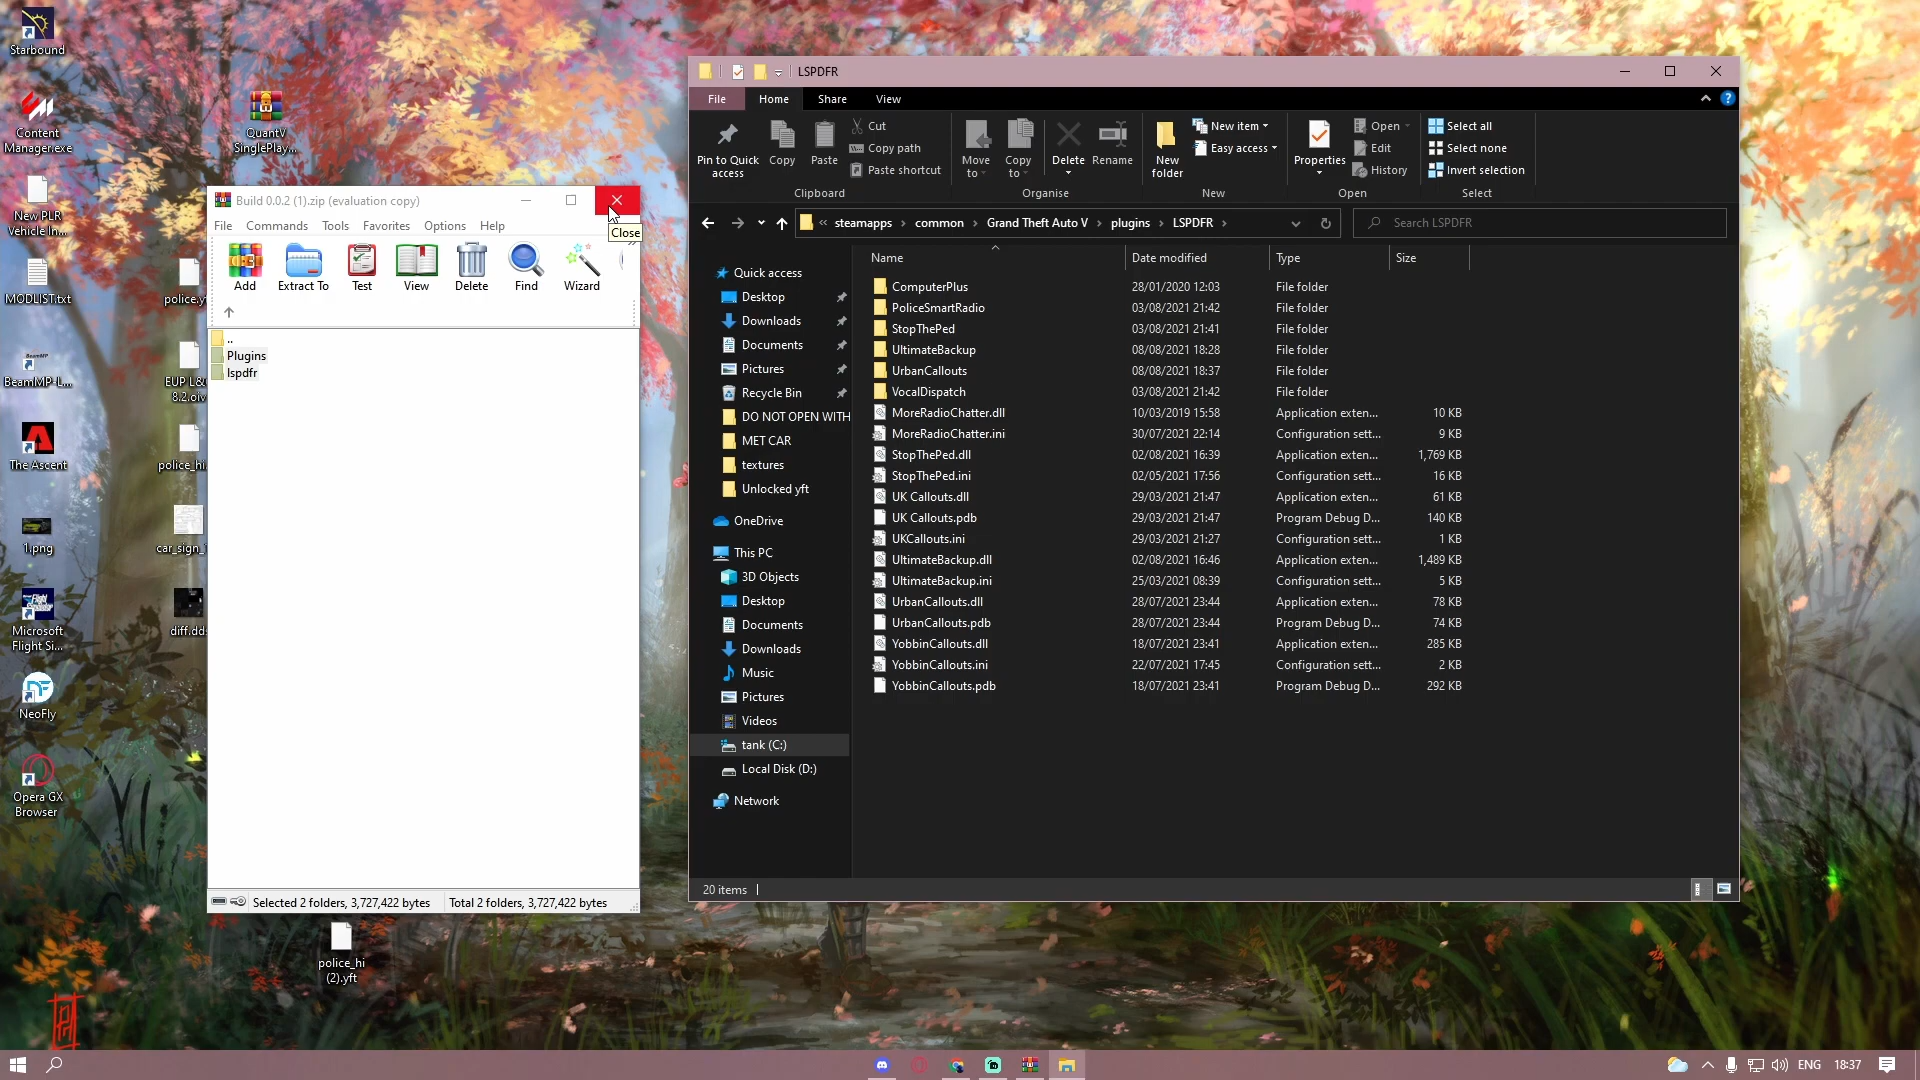 Starbound
Content
Manager.exe
New PLR
Vehicle In...
MODLIST.txt
BeamMP-L...
The Ascent
1.png
Microsoft
Flight Si...
NeoFly
Opera GX
Browser
QuantV
SinglePlay...
police.y
EUP L&
8.2.oiv
police_hi.
car_sign_
diff.dds
police_hi
(2).yft
Build 0.0.2 (1).zip (evaluation copy)
Close
File Commands Tools Favorites Options Help
Add Extract To Test View Delete Find Wizard
..
Plugins
lspdfr
Selected 2 folders, 3,727,422 bytes Total 2 folders, 3,727,422 bytes
LSPDFR
File Home Share View
Pin to Quick
access
Copy
Paste
Cut
Copy path
Paste shortcut
Clipboard
Move
to
Copy
to
Delete
Rename
Organise
New
folder
New item
Easy access
New
Properties
Open
Edit
History
Open
Select all
Select none
Invert selection
Select
« steamapps › common › Grand Theft Auto V › plugins › LSPDFR ›
Search LSPDFR
Quick access
Desktop
Downloads
Documents
Pictures
Recycle Bin
DO NOT OPEN WITH
MET CAR
textures
Unlocked yft
OneDrive
This PC
3D Objects
Desktop
Documents
Downloads
Music
Pictures
Videos
tank (C:)
Local Disk (D:)
Network
Name Date modified Type Size
ComputerPlus 28/01/2020 12:03 File folder
PoliceSmartRadio 03/08/2021 21:42 File folder
StopThePed 03/08/2021 21:41 File folder
UltimateBackup 08/08/2021 18:28 File folder
UrbanCallouts 08/08/2021 18:37 File folder
VocalDispatch 03/08/2021 21:42 File folder
MoreRadioChatter.dll 10/03/2019 15:58 Application exten... 10 KB
MoreRadioChatter.ini 30/07/2021 22:14 Configuration sett... 9 KB
StopThePed.dll 02/08/2021 16:39 Application exten... 1,769 KB
StopThePed.ini 02/05/2021 17:56 Configuration sett... 16 KB
UK Callouts.dll 29/03/2021 21:47 Application exten... 61 KB
UK Callouts.pdb 29/03/2021 21:47 Program Debug D... 140 KB
UKCallouts.ini 29/03/2021 21:27 Configuration sett... 1 KB
UltimateBackup.dll 02/08/2021 16:46 Application exten... 1,489 KB
UltimateBackup.ini 25/03/2021 08:39 Configuration sett... 5 KB
UrbanCallouts.dll 28/07/2021 23:44 Application exten... 78 KB
UrbanCallouts.pdb 28/07/2021 23:44 Program Debug D... 74 KB
YobbinCallouts.dll 18/07/2021 23:41 Application exten... 285 KB
YobbinCallouts.ini 22/07/2021 17:45 Configuration sett... 2 KB
YobbinCallouts.pdb 18/07/2021 23:41 Program Debug D... 292 KB
20 items
ENG 18:37